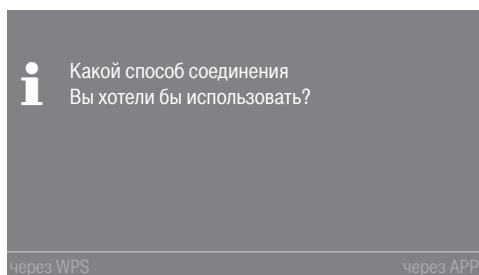 Какой способ соединения
Вы хотели бы использовать?
через WPS через APP